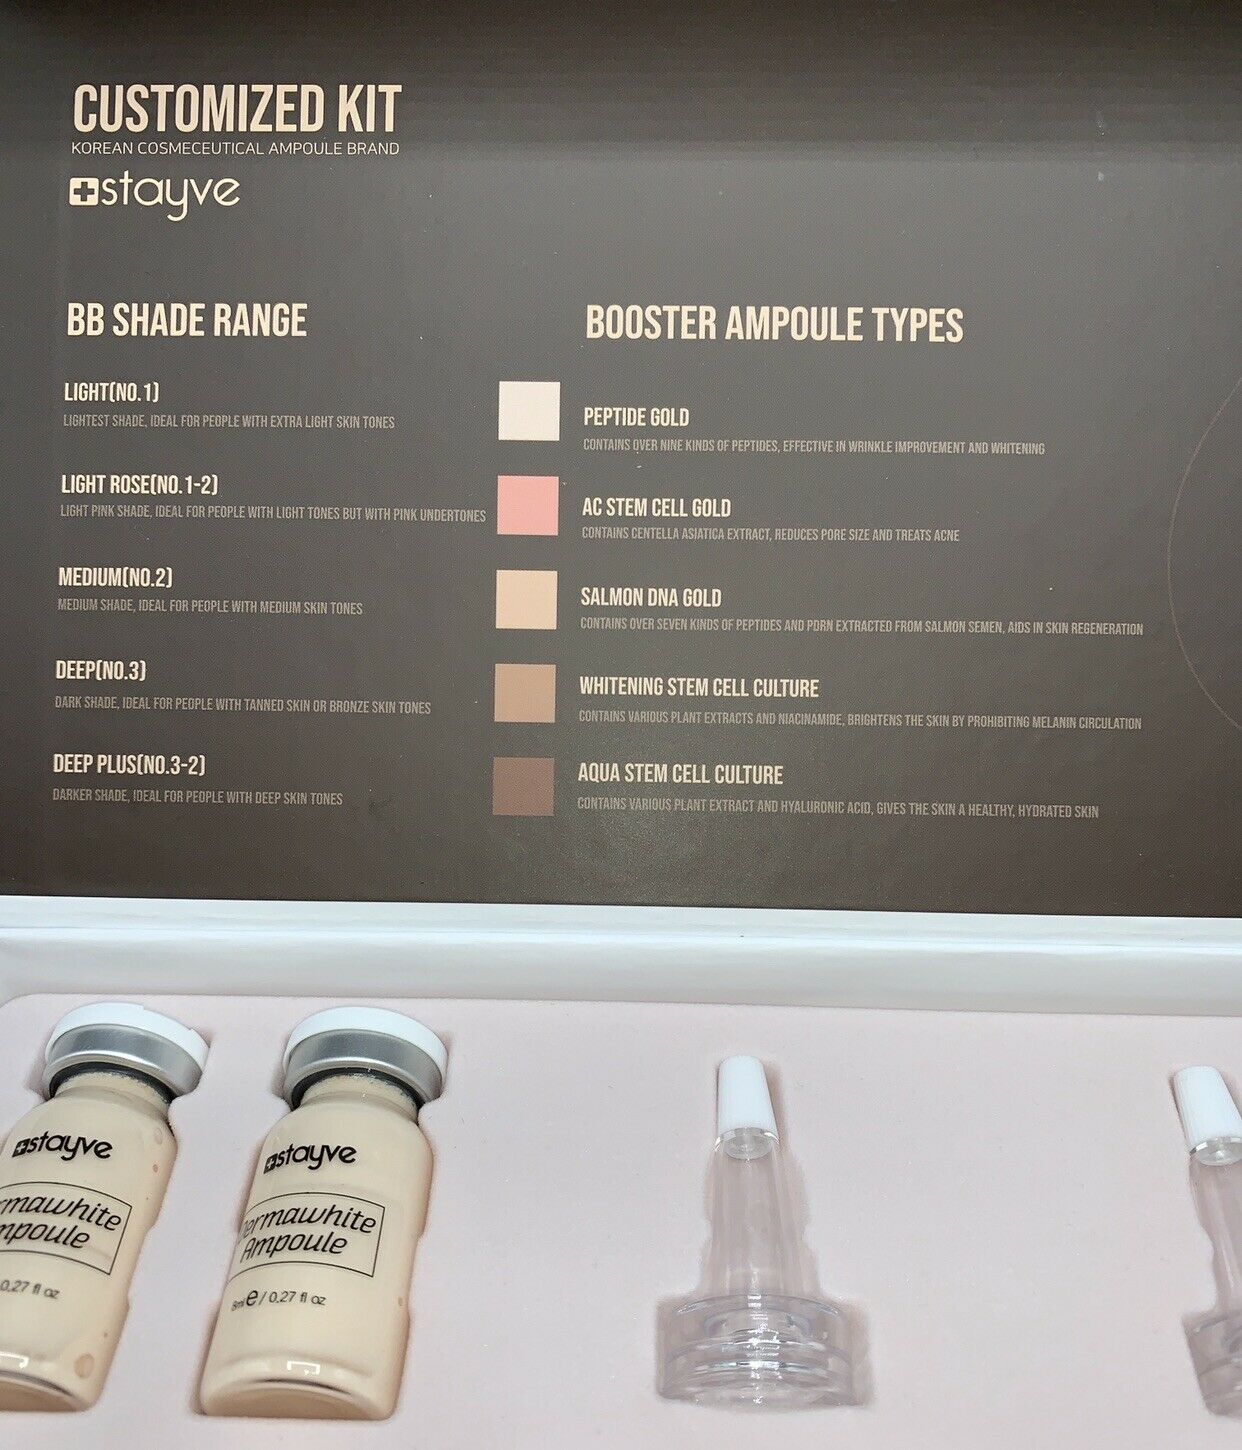 CUSTOMIZED KIT
KOREAN COSMECEUTICAL AMPOULE BRAND
stayve
BB SHADE RANGE
LIGHT(NO.1)
LIGHTEST SHADE, IDEAL FOR PEOPLE WITH EXTRA LIGHT SKIN TONES
LIGHT ROSE(NO.1-2)
LIGHT PINK SHADE, IDEAL FOR PEOPLE WITH LIGHT TONES BUT WITH PINK UNDERTONES
MEDIUM(NO.2)
MEDIUM SHADE, IDEAL FOR PEOPLE WITH MEDIUM SKIN TONES
DEEP(NO.3)
DARK SHADE, IDEAL FOR PEOPLE WITH TANNED SKIN OR BRONZE SKIN TONES
DEEP PLUS(NO.3-2)
DARKER SHADE, IDEAL FOR PEOPLE WITH DEEP SKIN TONES
BOOSTER AMPOULE TYPES
PEPTIDE GOLD
CONTAINS OVER NINE KINDS OF PEPTIDES, EFFECTIVE IN WRINKLE IMPROVEMENT AND WHITENING
AC STEM CELL GOLD
CONTAINS CENTELLA ASIATICA EXTRACT, REDUCES PORE SIZE AND TREATS ACNE
SALMON DNA GOLD
CONTAINS OVER SEVEN KINDS OF PEPTIDES AND PDRN EXTRACTED FROM SALMON SEMEN, AIDS IN SKIN REGENERATION
WHITENING STEM CELL CULTURE
CONTAINS VARIOUS PLANT EXTRACTS AND NIACINAMIDE, BRIGHTENS THE SKIN BY PROHIBITING MELANIN CIRCULATION
AQUA STEM CELL CULTURE
CONTAINS VARIOUS PLANT EXTRACT AND HYALURONIC ACID, GIVES THE SKIN A HEALTHY, HYDRATED SKIN
stayve
rmawhite
mpoule
0.27 fl oz
stayve
Dermawhite
Ampoule
8ml e / 0.27 fl oz